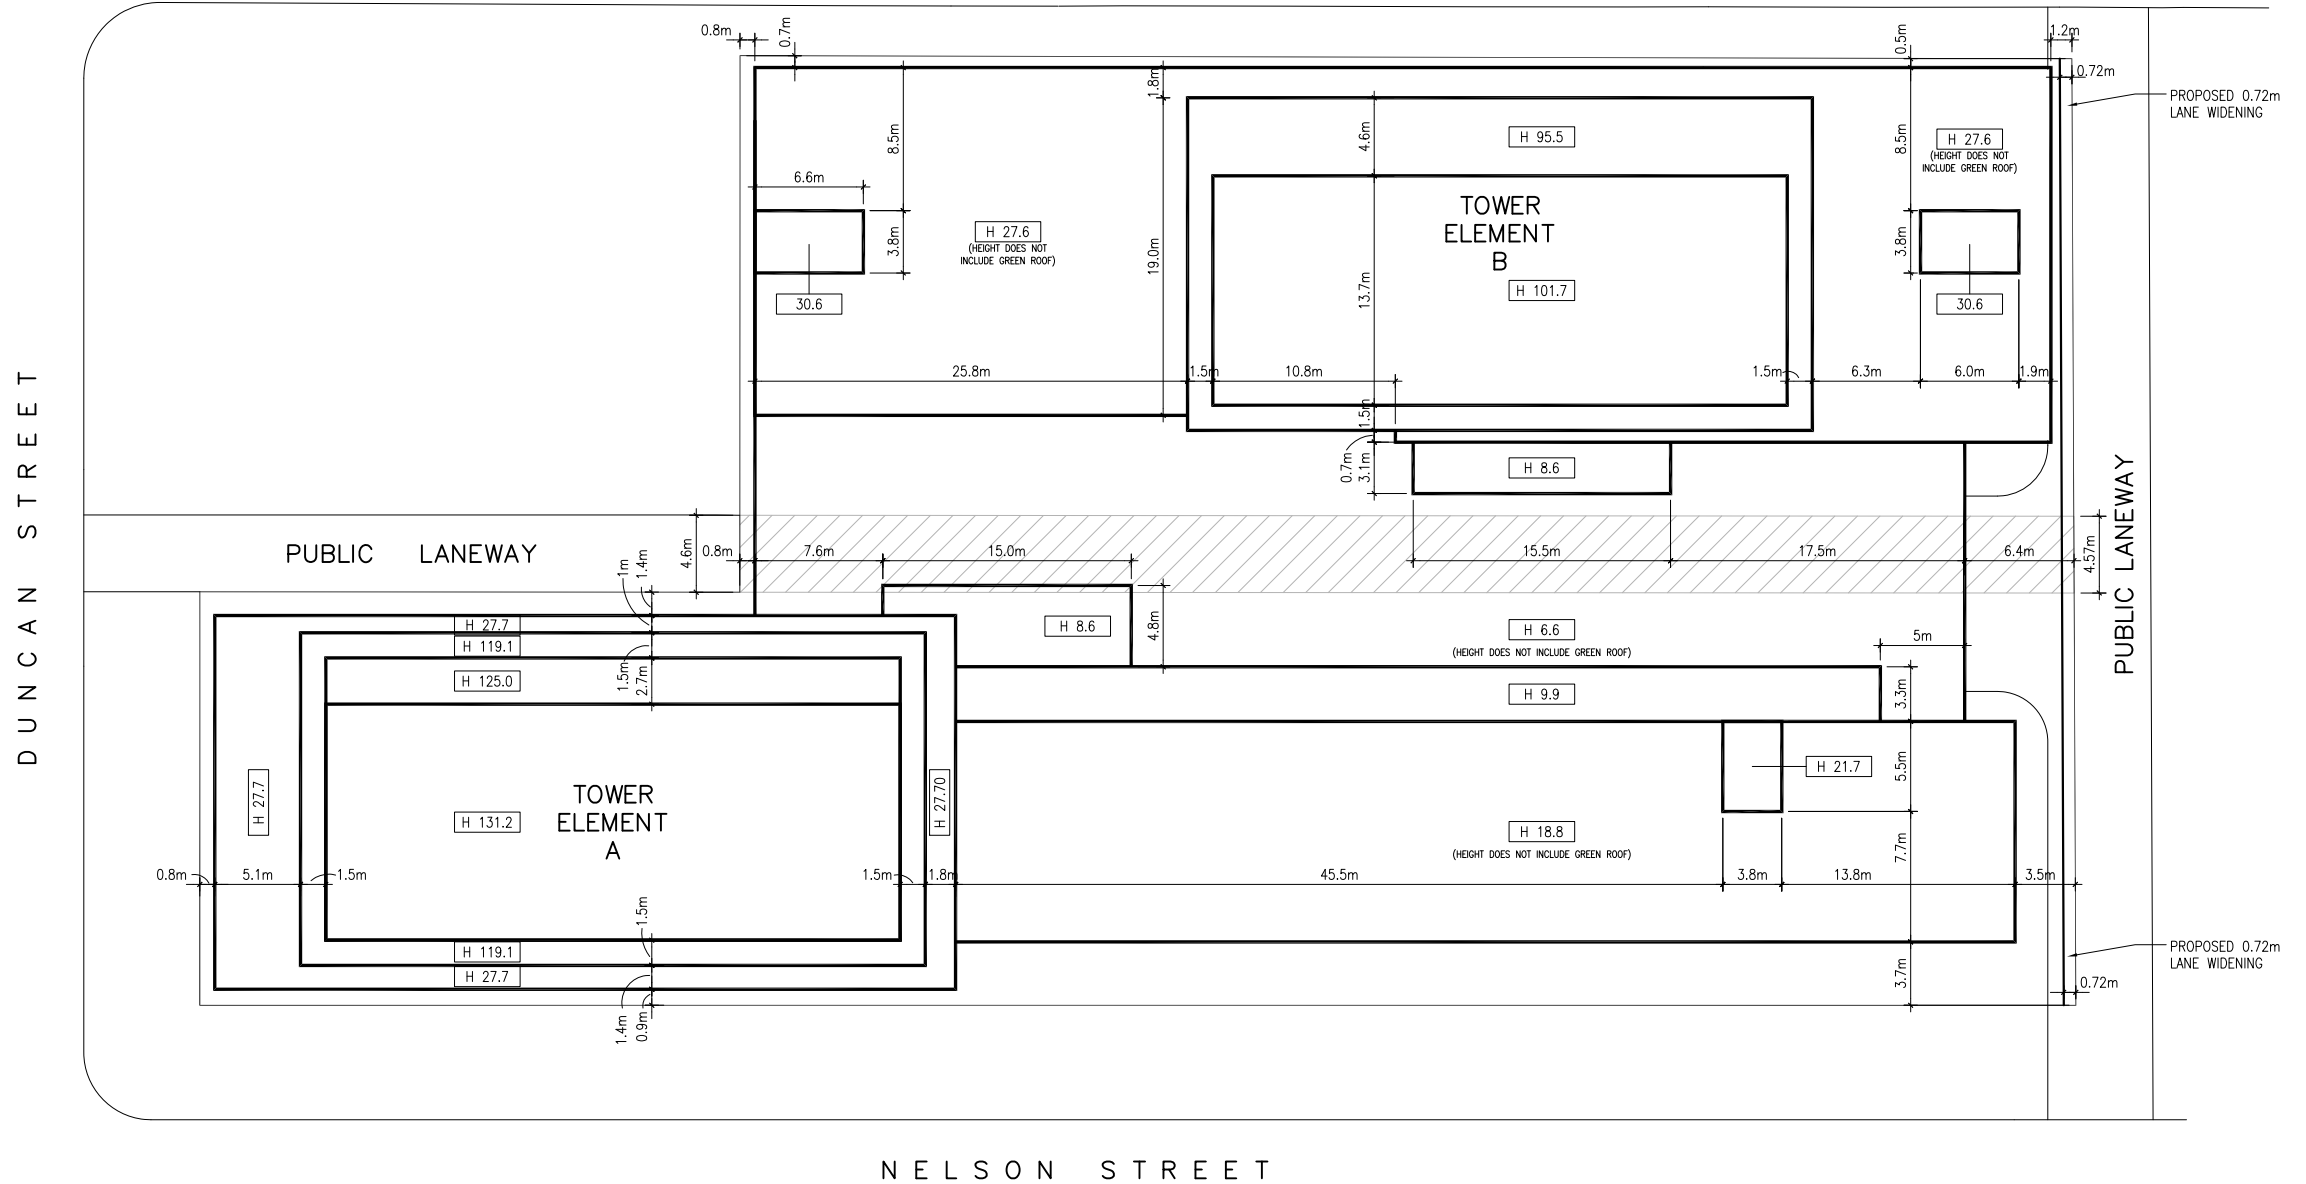 0.8m
0.7m
0.5m
1.2m
0.72m
PROPOSED 0.72m
LANE WIDENING
1.8m
8.5m
4.6m
H 95.5
8.5m
H 27.6
(HEIGHT DOES NOT
INCLUDE GREEN ROOF)
6.6m
TOWER
ELEMENT
B
H 27.6
(HEIGHT DOES NOT
INCLUDE GREEN ROOF)
3.8m
19.0m
3.8m
13.7m
H 101.7
30.6
30.6
25.8m
1.5m
10.8m
1.5m
6.3m
6.0m
1.9m
1.5m
0.7m
3.1m
H 8.6
DUNCAN STREET
PUBLIC LANEWAY
PUBLIC LANEWAY
4.6m
0.8m
7.6m
15.0m
15.5m
17.5m
6.4m
4.57m
1m
1.4m
H 27.7
H 119.1
H 125.0
1.5m
2.7m
H 8.6
4.8m
H 6.6
(HEIGHT DOES NOT INCLUDE GREEN ROOF)
5m
H 9.9
3.3m
H 27.7
TOWER
ELEMENT
A
H 131.2
H 27.70
H 21.7
5.5m
H 18.8
(HEIGHT DOES NOT INCLUDE GREEN ROOF)
7.7m
0.8m
5.1m
1.5m
1.5m
1.8m
45.5m
3.8m
13.8m
3.5m
1.5m
H 119.1
H 27.7
1.4m
0.9m
3.7m
PROPOSED 0.72m
LANE WIDENING
0.72m
NELSON STREET